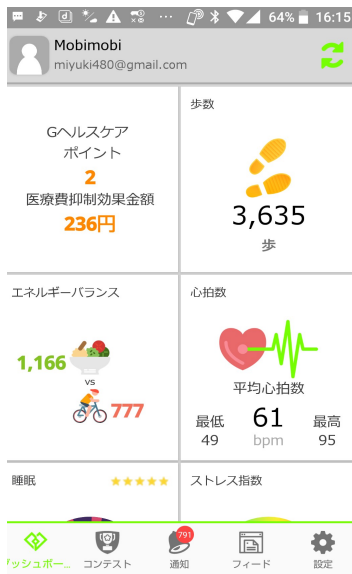 64% 16:15
Mobimobi
miyuki480@gmail.com
Gヘルスケア
ポイント
2
医療費抑制効果金額
236円
歩数
3,635
歩
エネルギーバランス
1,166
vs
777
心拍数
平均心拍数
最低
61
最高
49
bpm
95
睡眠
ストレス指数
791
ダッシュボー...
コンテスト
通知
フィード
設定